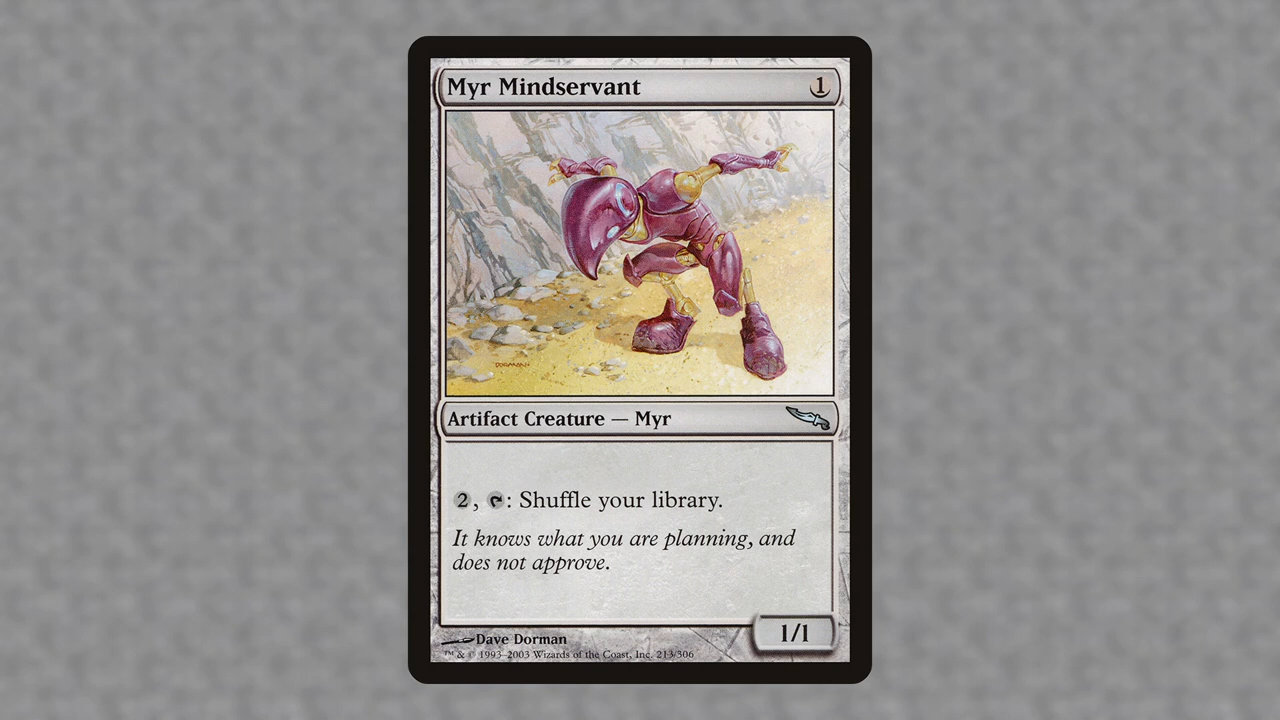 Myr Mindservant 1
DORMAN
Artifact Creature — Myr
2, : Shuffle your library.
It knows what you are planning, and
does not approve.
1/1
Dave Dorman
™ & © 1993–2003 Wizards of the Coast, Inc. 213/306